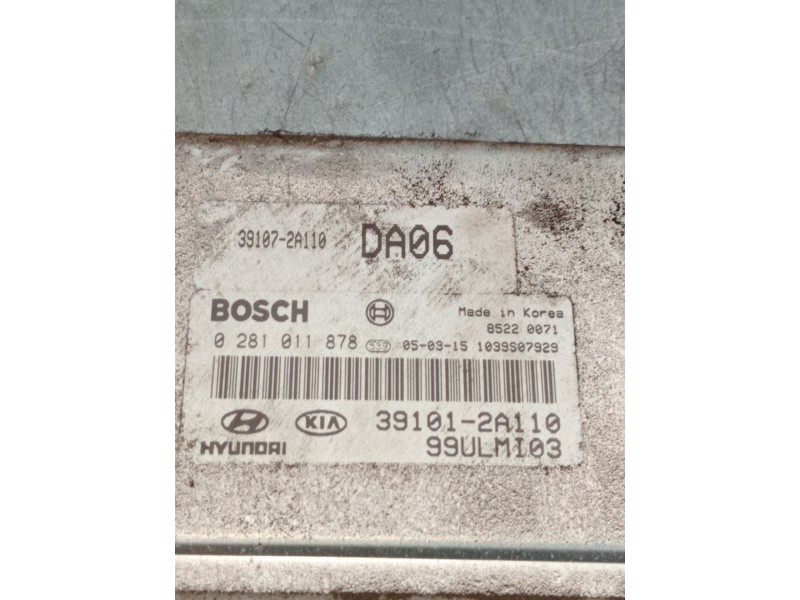 39107-2A110 DA06
BOSCH Made in Korea
8522 0071
0 281 011 878 S39 05-03-15 1039S07929
HYUNDAI KIA 39101-2A110
99ULMI03